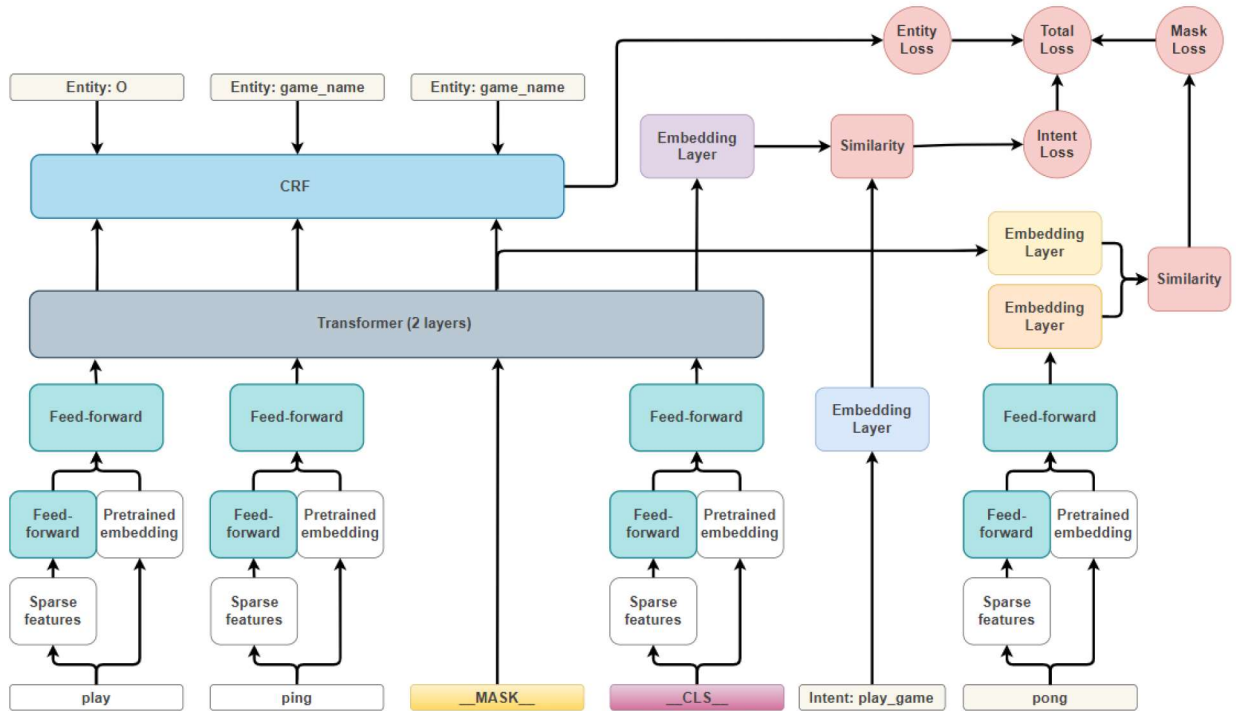 Entity
Loss
Total
Loss
Mask
Loss
Entity: O
Entity: game_name
Entity: game_name
Embedding
Layer
Similarity
Intent
Loss
CRF
Embedding
Layer
Embedding
Layer
Similarity
Transformer (2 layers)
Feed-forward
Feed-forward
Feed-forward
Embedding
Layer
Feed-forward
Feed-
forward
Pretrained
embedding
Feed-
forward
Pretrained
embedding
Feed-
forward
Pretrained
embedding
Feed-
forward
Pretrained
embedding
Sparse
features
Sparse
features
Sparse
features
Sparse
features
play
ping
__MASK__
__CLS__
Intent: play_game
pong